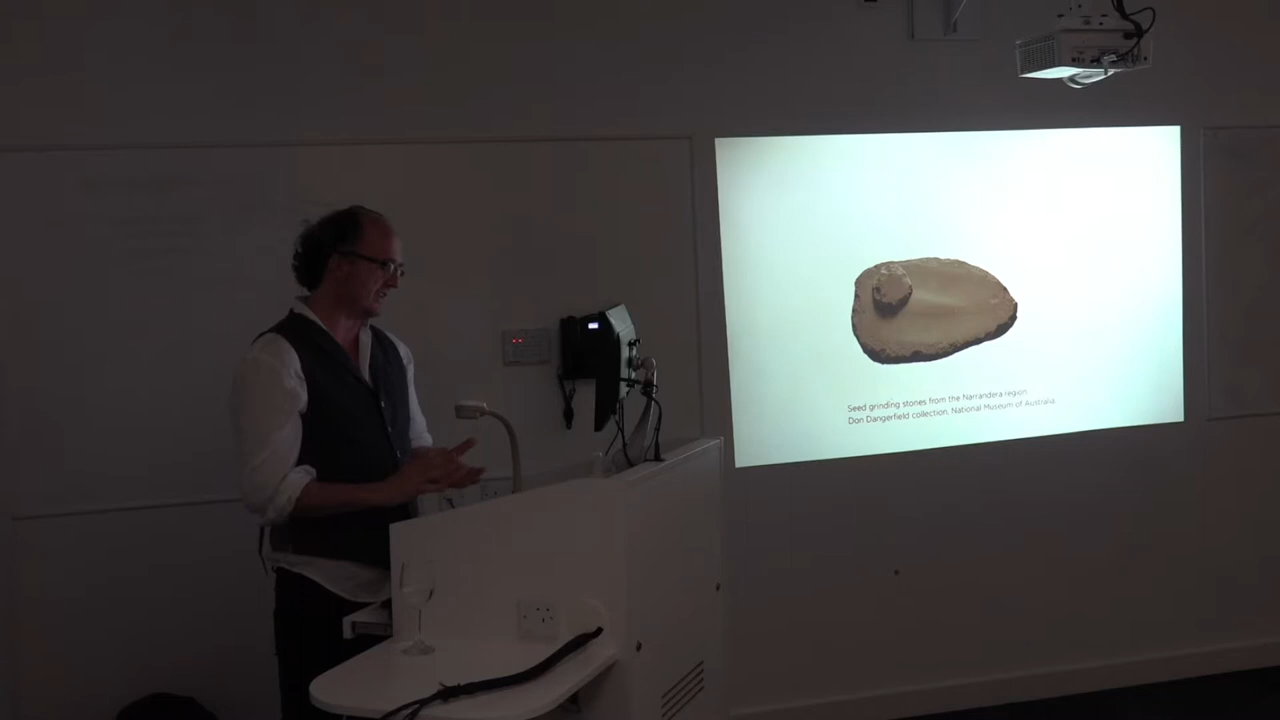 Seed grinding stones from the Narrandera region.
Don Dangerfield collection, National Museum of Australia.